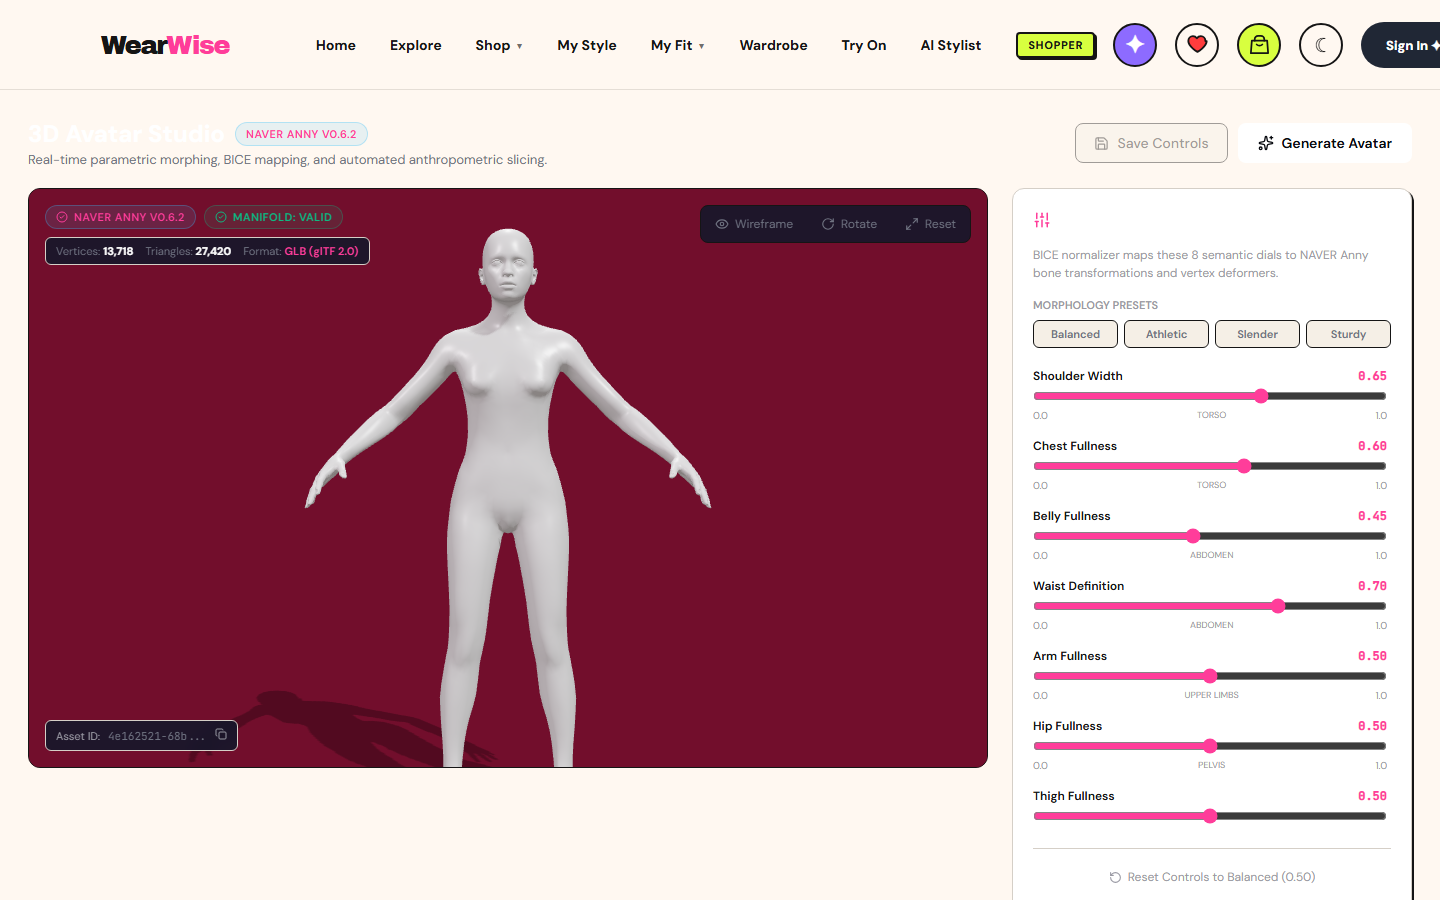 WearWise
Home Explore Shop ▼ My Style My Fit ▼ Wardrobe Try On AI Stylist SHOPPER Sign In ✦
3D Avatar Studio NAVER ANNY V0.6.2
Real-time parametric morphing, BICE mapping, and automated anthropometric slicing.
Save Controls Generate Avatar
NAVER ANNY V0.6.2 MANIFOLD: VALID
Vertices: 13,718 Triangles: 27,420 Format: GLB (glTF 2.0)
Wireframe Rotate Reset
Asset ID: 4e162521-68b...
BICE normalizer maps these 8 semantic dials to NAVER Anny
bone transformations and vertex deformers.
MORPHOLOGY PRESETS
Balanced Athletic Slender Sturdy
Shoulder Width 0.65
0.0 TORSO 1.0
Chest Fullness 0.60
0.0 TORSO 1.0
Belly Fullness 0.45
0.0 ABDOMEN 1.0
Waist Definition 0.70
0.0 ABDOMEN 1.0
Arm Fullness 0.50
0.0 UPPER LIMBS 1.0
Hip Fullness 0.50
0.0 PELVIS 1.0
Thigh Fullness 0.50
Reset Controls to Balanced (0.50)